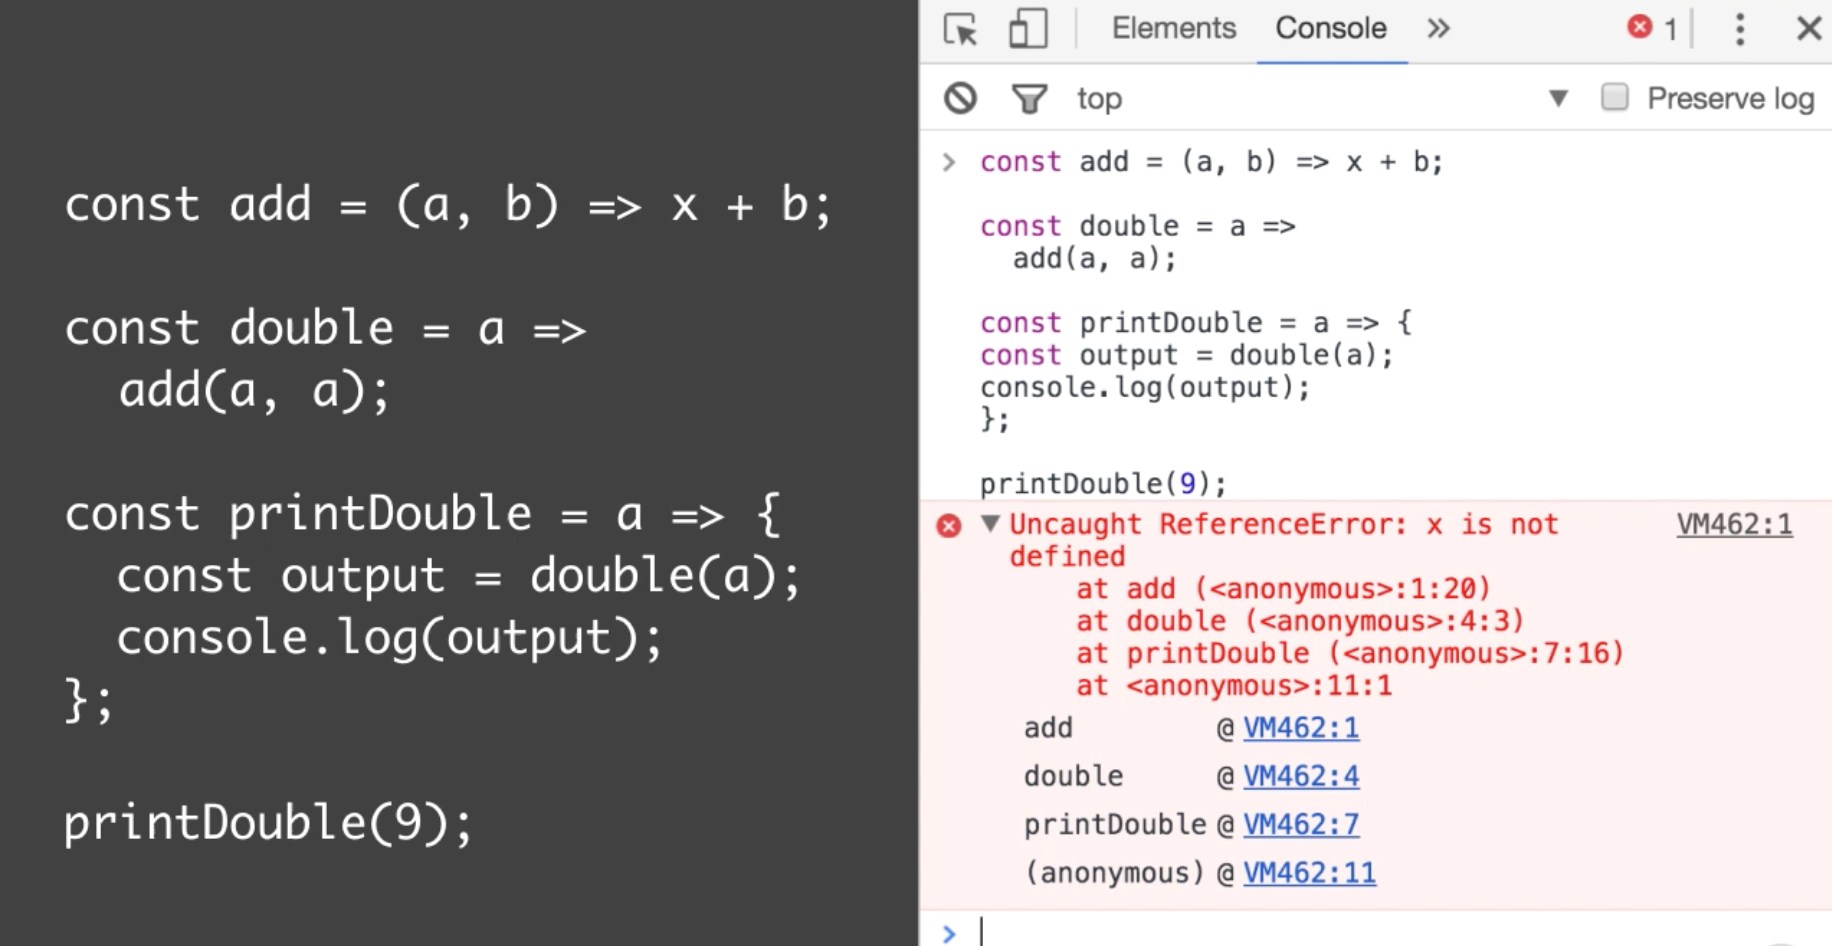 const add = (a, b) => x + b;
const double = a =>
  add(a, a);
const printDouble = a => {
  const output = double(a);
  console.log(output);
};
printDouble(9);
Elements Console » 1
top ▼ Preserve log
> const add = (a, b) => x + b;
const double = a =>
  add(a, a);
const printDouble = a => {
const output = double(a);
console.log(output);
};
printDouble(9);
▼ Uncaught ReferenceError: x is not VM462:1
defined
    at add (<anonymous>:1:20)
    at double (<anonymous>:4:3)
    at printDouble (<anonymous>:7:16)
    at <anonymous>:11:1
add @ VM462:1
double @ VM462:4
printDouble @ VM462:7
(anonymous) @ VM462:11
>